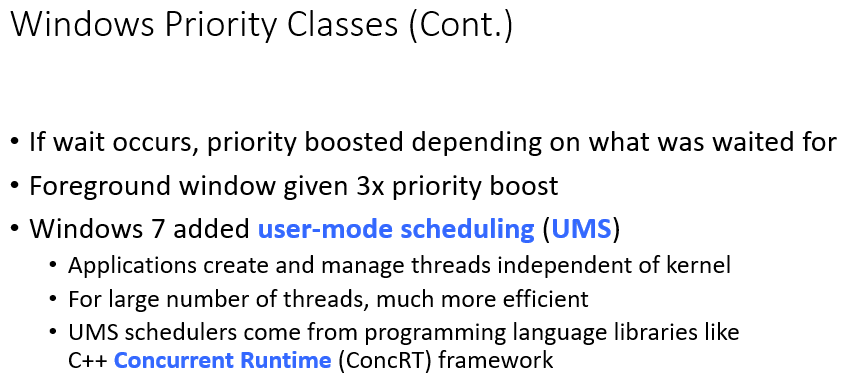 Windows Priority Classes (Cont.)
• If wait occurs, priority boosted depending on what was waited for
• Foreground window given 3x priority boost
• Windows 7 added user-mode scheduling (UMS)
• Applications create and manage threads independent of kernel
• For large number of threads, much more efficient
• UMS schedulers come from programming language libraries like
C++ Concurrent Runtime (ConcRT) framework